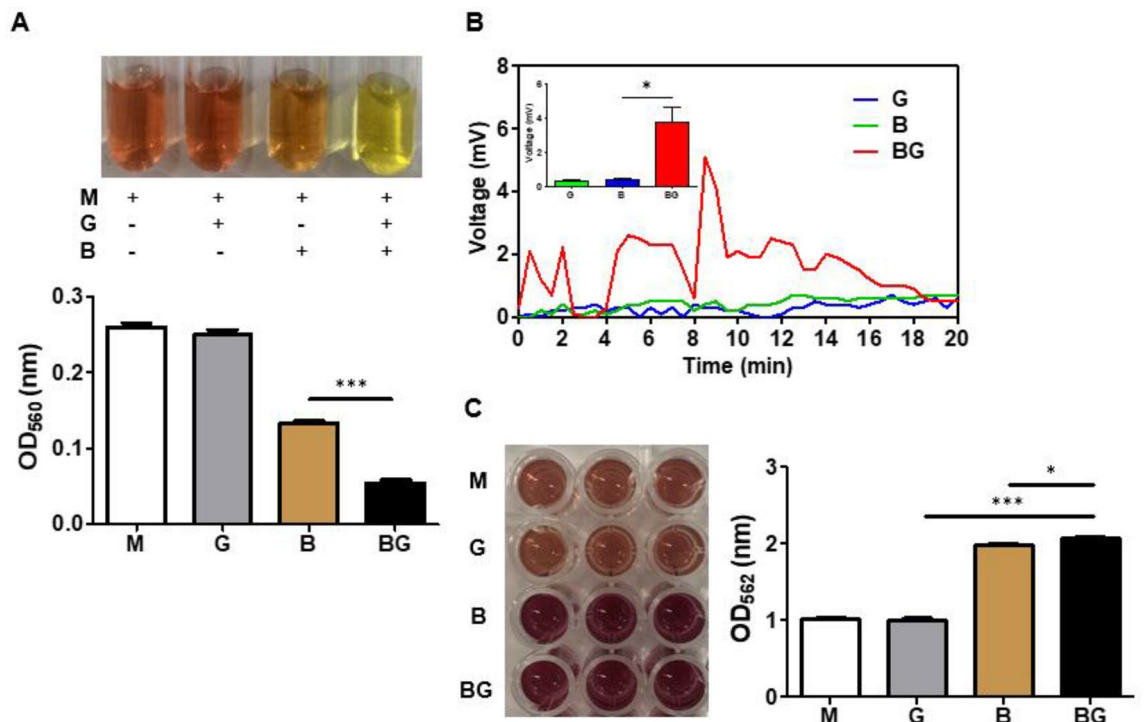 A
M + + + +
G - + - +
B - - + +
0.3
0.2
0.1
0.0
OD560 (nm)
***
M G B BG
B
8
6
4
2
0
Voltage (mV)
0 2 4 6 8 10 12 14 16 18 20
Time (min)
G
B
BG
6
4
2
0
Voltage (mV)
*
G B BG
C
M
G
B
BG
3
2
1
0
OD562 (nm)
*
***
M G B BG